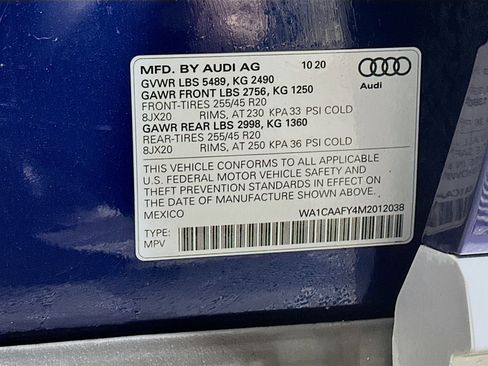 MFD. BY AUDI AG 10 20
GVWR LBS 5489, KG 2490
GAWR FRONT LBS 2756, KG 1250
FRONT-TIRES 255/45 R20
8JX20 RIMS, AT 230 KPA 33 PSI COLD
GAWR REAR LBS 2998, KG 1360
REAR-TIRES 255/45 R20
8JX20 RIMS, AT 250 KPA 36 PSI COLD
Audi
THIS VEHICLE CONFORMS TO ALL APPLICABLE
U.S. FEDERAL MOTOR VEHICLE SAFETY AND
THEFT PREVENTION STANDARDS IN EFFECT ON
THE DATE OF MANUFACTURE SHOWN ABOVE.
MEXICO WA1CAAFY4M2012038
TYPE:
MPV